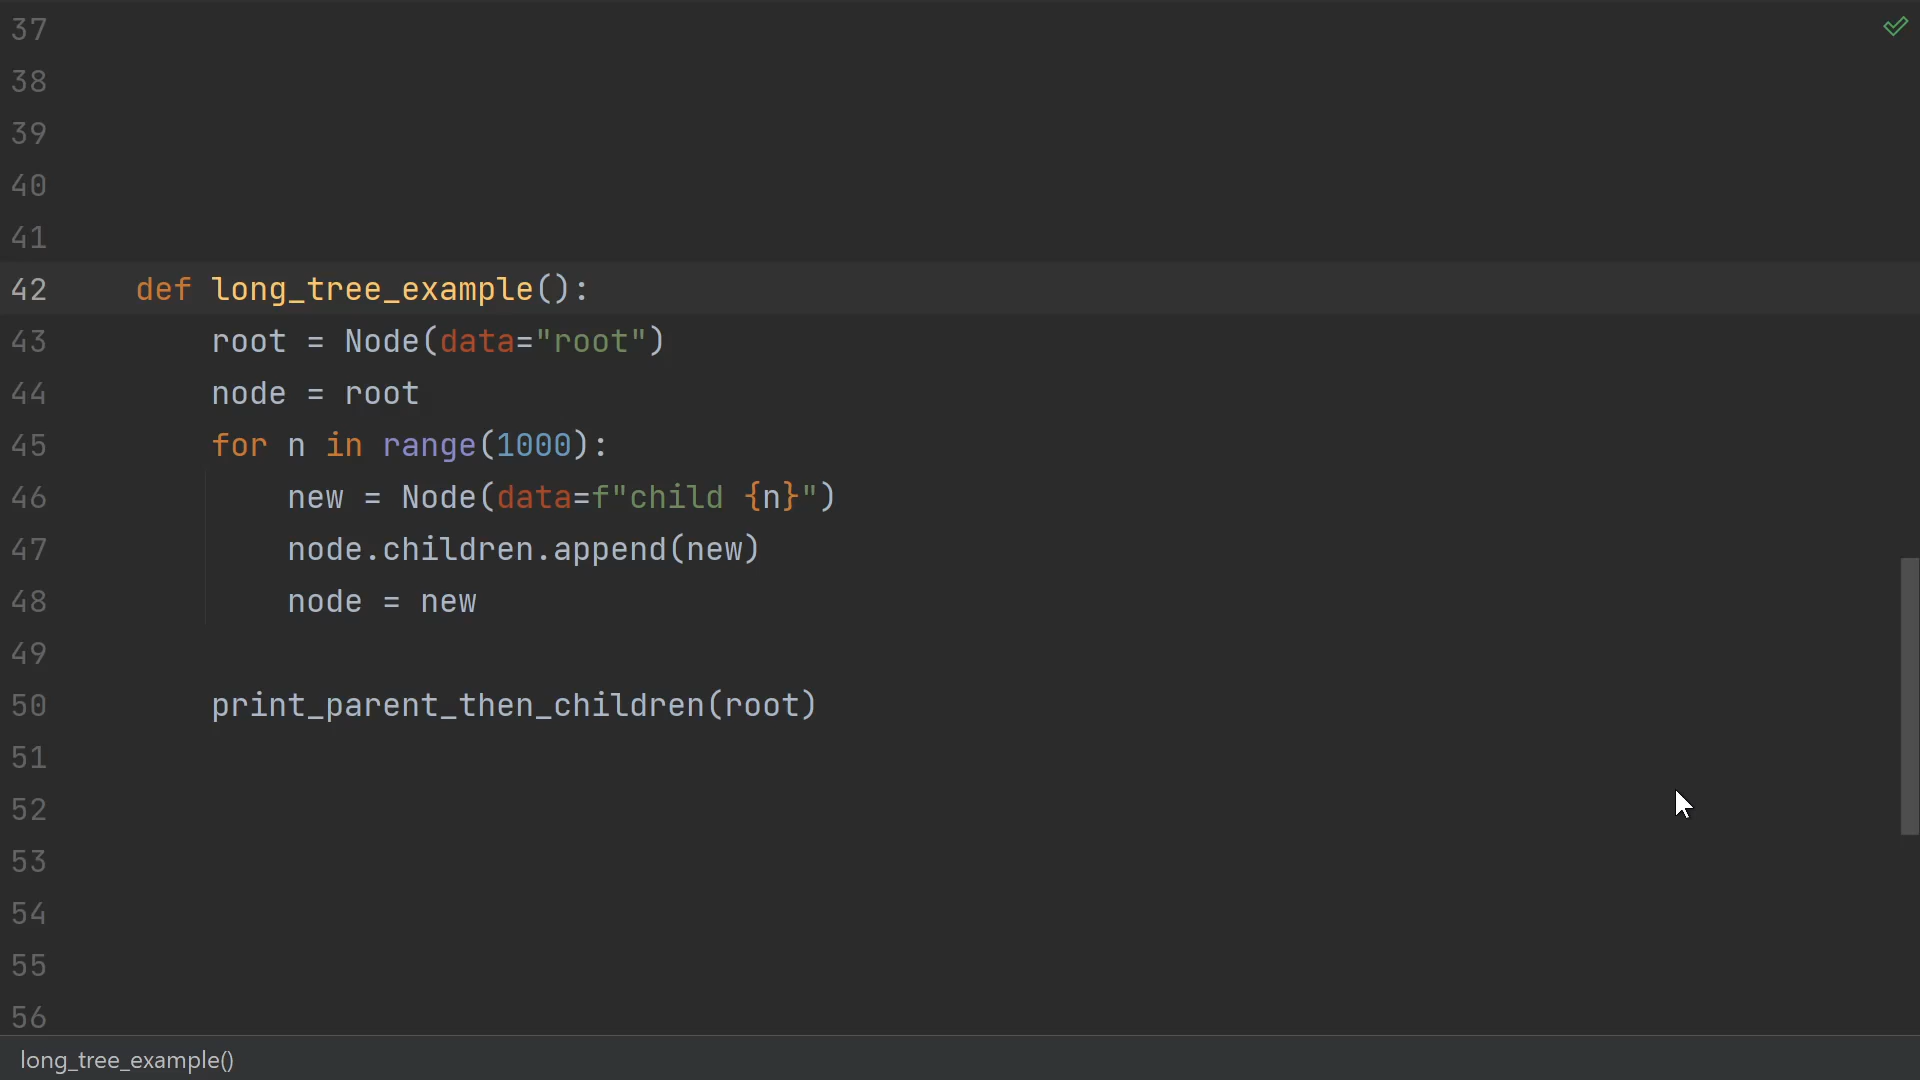 37
38
39
40
41
42 def long_tree_example():
43 root = Node(data="root")
44 node = root
45 for n in range(1000):
46 new = Node(data=f"child {n}")
47 node.children.append(new)
48 node = new
49
50 print_parent_then_children(root)
51
52
53
54
55
56
long_tree_example()